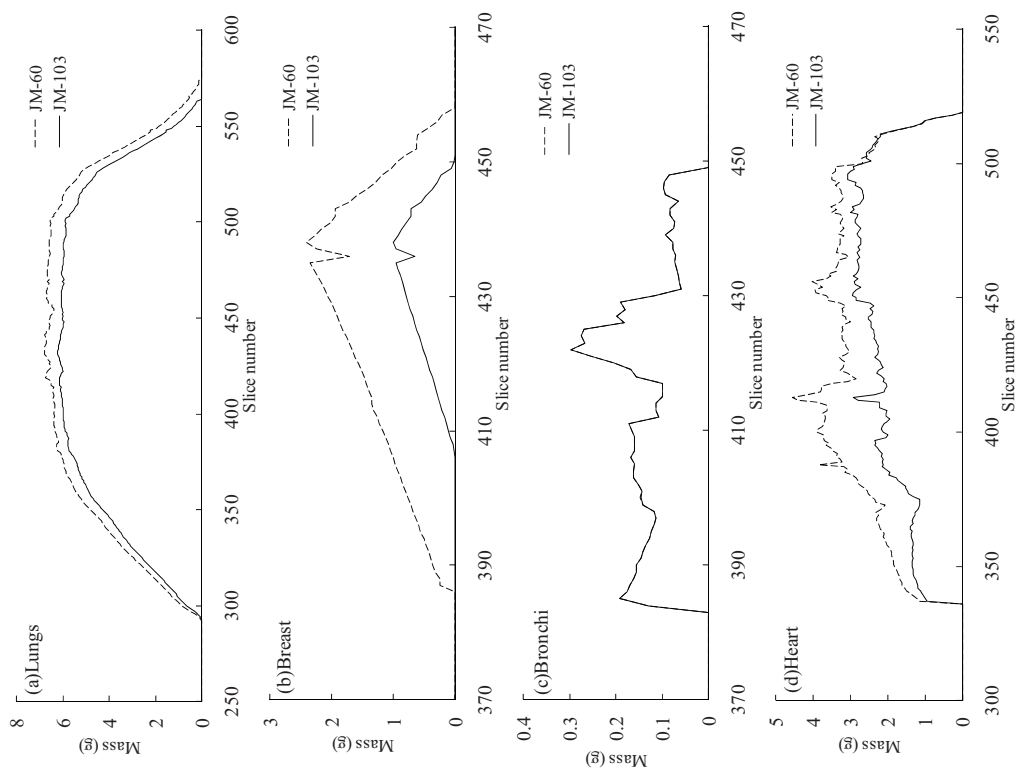 (a)Lungs
JM-60
JM-103
Mass (g)
8
6
4
2
0
250
300
350
400
450
500
550
600
Slice number
(b)Breast
JM-60
JM-103
Mass (g)
3
2
1
0
370
390
410
430
450
470
Slice number
(c)Bronchi
JM-60
JM-103
Mass (g)
0.4
0.3
0.2
0.1
0
370
390
410
430
450
470
Slice number
(d)Heart
JM-60
JM-103
Mass (g)
5
4
3
2
1
0
300
350
400
450
500
550
Slice number